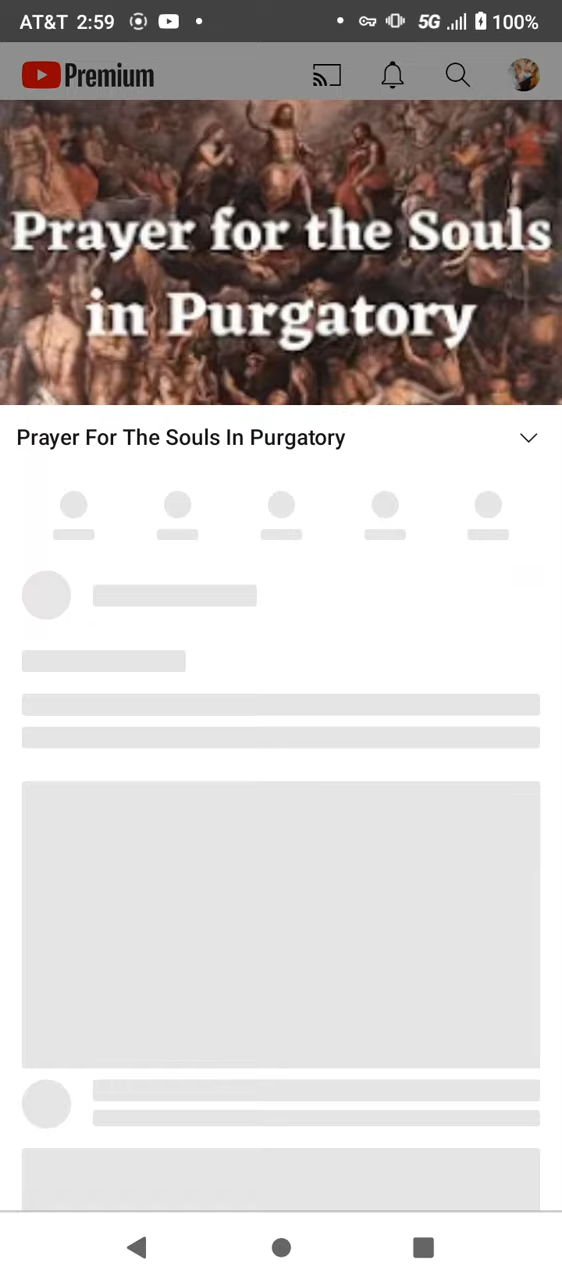 AT&T 2:59
5G 100%
Premium
Prayer for the Souls
in Purgatory
Prayer For The Souls In Purgatory